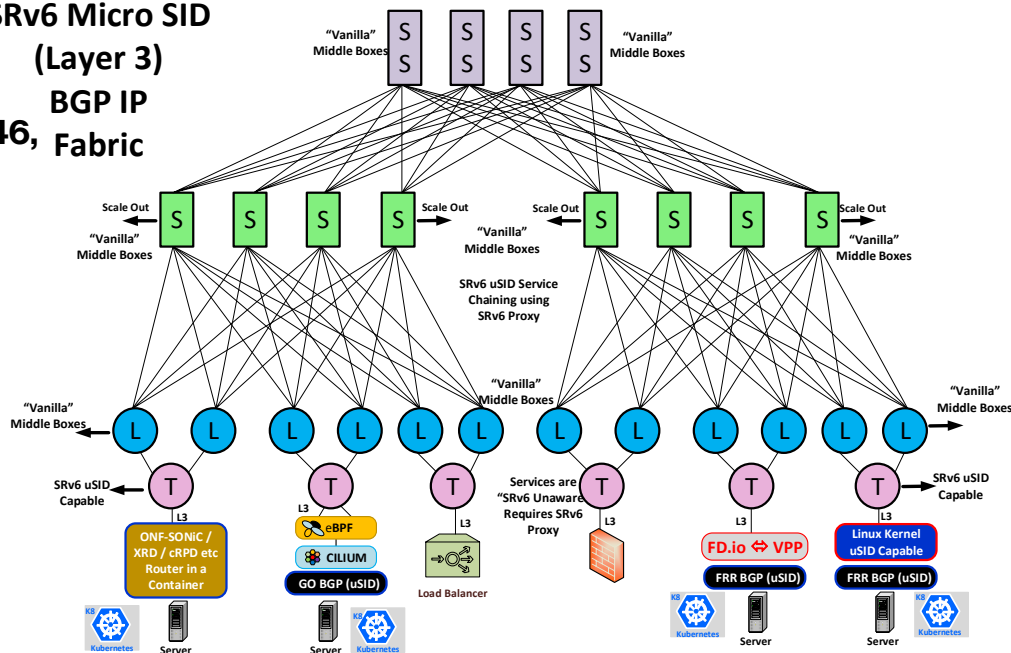 SRv6 Micro SID
(Layer 3)
BGP IP
46,
Fabric
“Vanilla”
Middle Boxes
S
S
S
S
S
S
S
S
“Vanilla”
Middle Boxes
Scale Out
S
S
S
S
Scale Out
Scale Out
S
S
S
S
Scale Out
“Vanilla”
Middle Boxes
“Vanilla”
Middle Boxes
“Vanilla”
Middle Boxes
SRv6 uSID Service
Chaining using
SRv6 Proxy
“Vanilla”
Middle Boxes
“Vanilla”
Middle Boxes
“Vanilla”
Middle Boxes
L
L
L
L
L
L
L
L
L
L
L
L
SRv6 uSID
Capable
T
T
T
Services are
“SRv6 Unaware
Requires SRv6
Proxy
T
T
T
SRv6 uSID
Capable
L3
L3
L3
L3
L3
L3
ONF-SONiC /
XRD / cRPD etc
Router in a
Container
eBPF
CILIUM
GO BGP (uSID)
Load Balancer
FD.io ⇔ VPP
FRR BGP (uSID)
Linux Kernel
uSID Capable
FRR BGP (uSID)
K8
Kubernetes
Server
Server
K8
Kubernetes
K8
Kubernetes
Server
Server
K8
Kubernetes